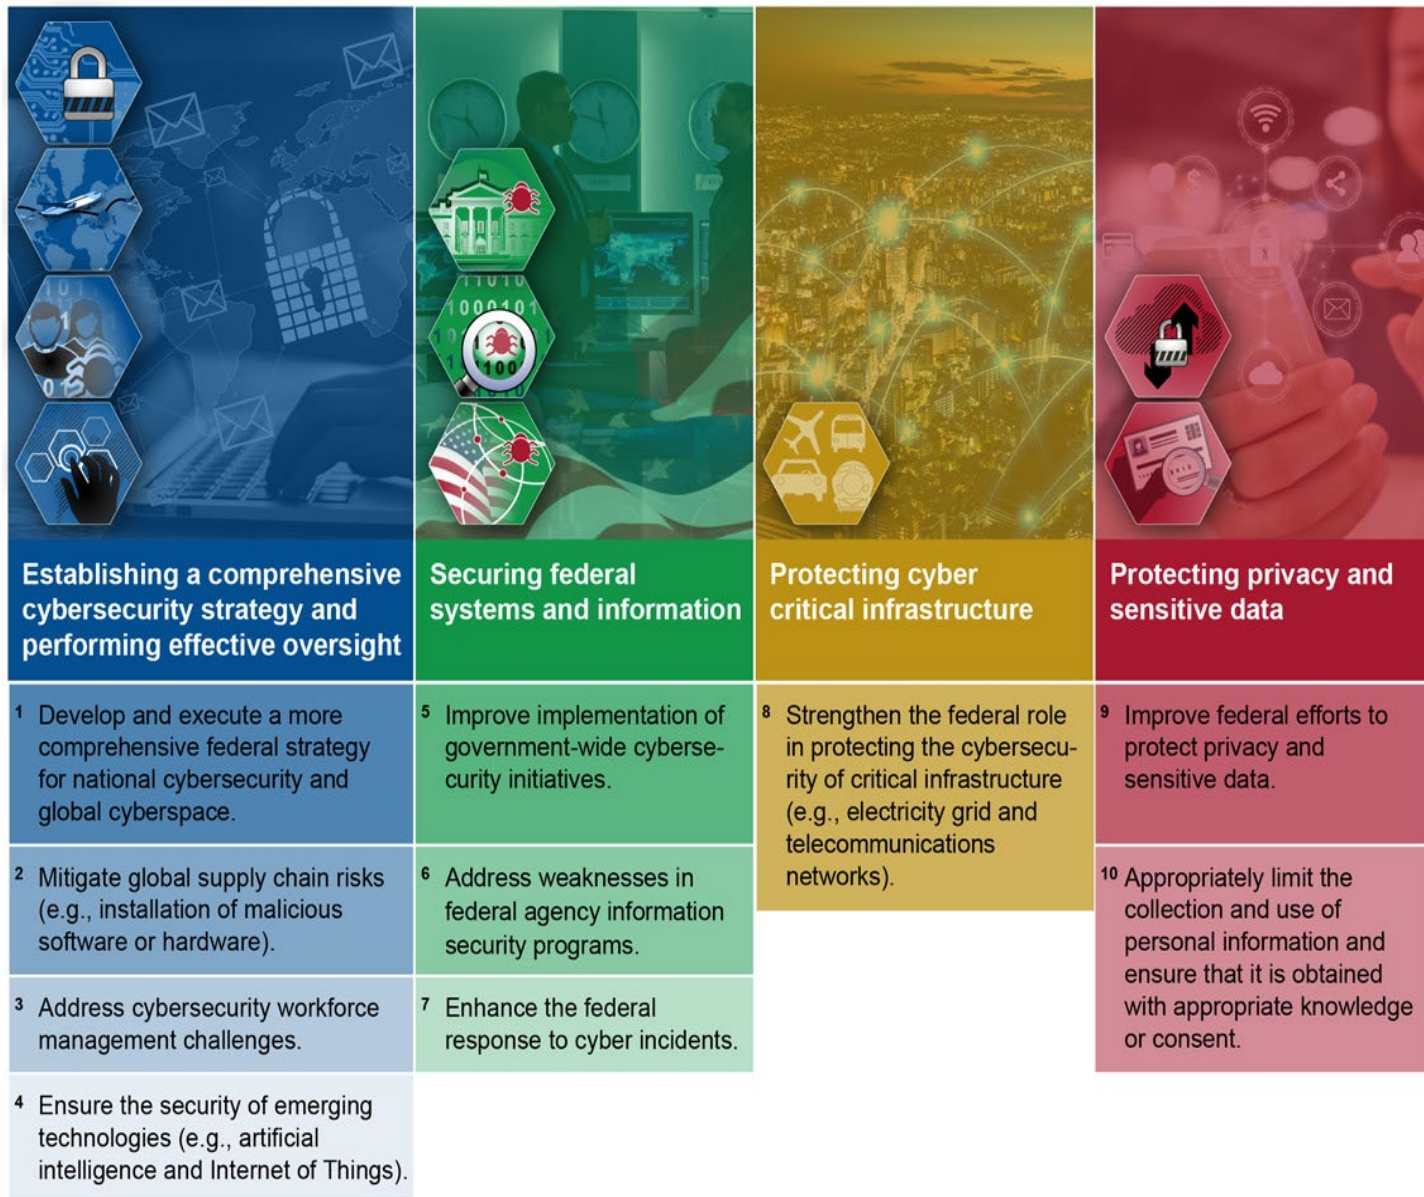 Establishing a comprehensive
cybersecurity strategy and
performing effective oversight
1 Develop and execute a more
comprehensive federal strategy
for national cybersecurity and
global cyberspace.
2 Mitigate global supply chain risks
(e.g., installation of malicious
software or hardware).
3 Address cybersecurity workforce
management challenges.
4 Ensure the security of emerging
technologies (e.g., artificial
intelligence and Internet of Things).
Securing federal
systems and information
5 Improve implementation of
government-wide cyberse-
curity initiatives.
6 Address weaknesses in
federal agency information
security programs.
7 Enhance the federal
response to cyber incidents.
Protecting cyber
critical infrastructure
8 Strengthen the federal role
in protecting the cybersecu-
rity of critical infrastructure
(e.g., electricity grid and
telecommunications
networks).
Protecting privacy and
sensitive data
9 Improve federal efforts to
protect privacy and
sensitive data.
10 Appropriately limit the
collection and use of
personal information and
ensure that it is obtained
with appropriate knowledge
or consent.